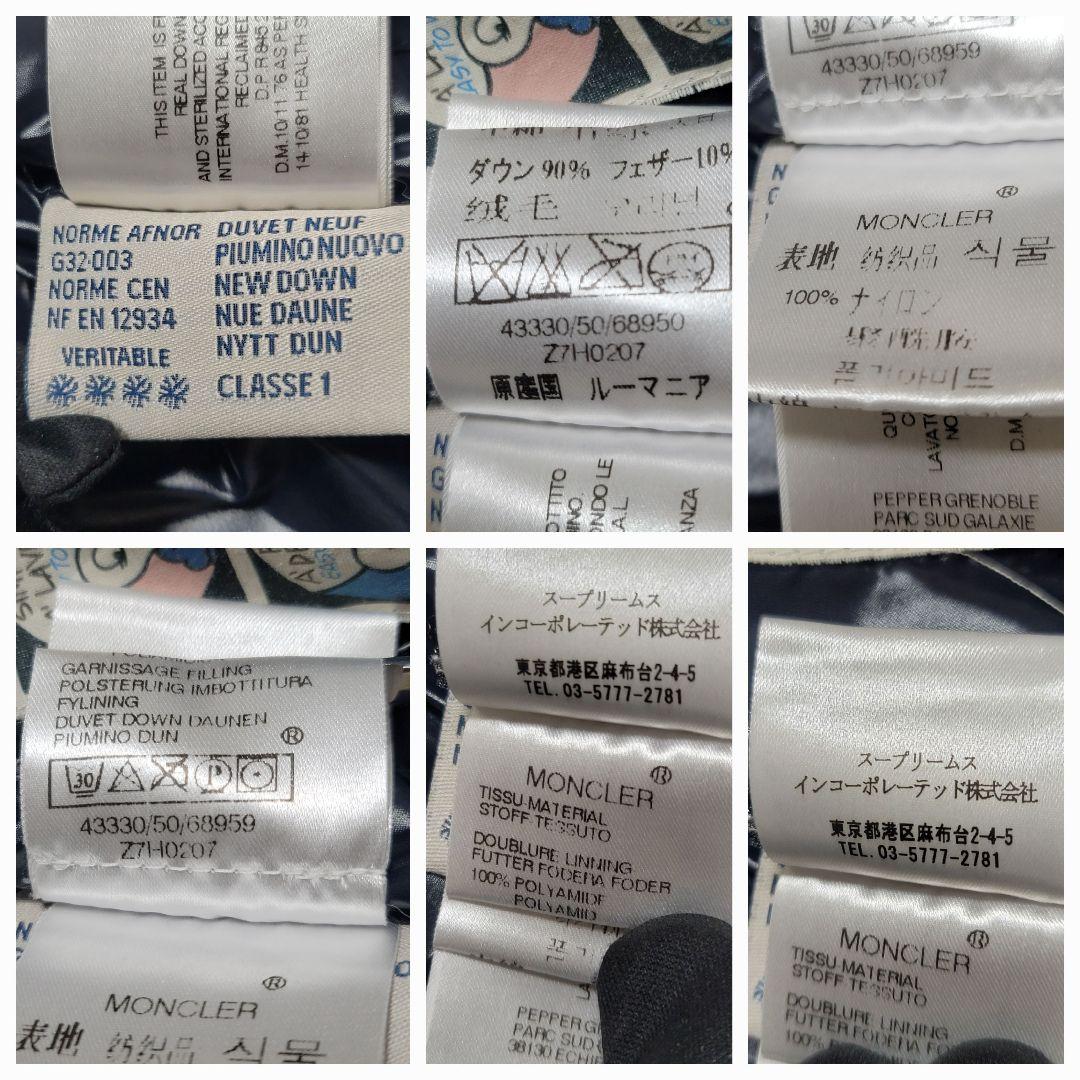 THIS ITEM IS
REAL DOWN
AND STERILIZED
INTERNATIONAL
RECLAIMED
D.P.R 845
D.M.10/11 76 AS PER
14/10/81 HEALTH
NORME AFNOR
G32·003
NORME CEN
NF EN 12934
VERITABLE
DUVET NEUF
PIUMINO NUOVO
NEW DOWN
NUE DAUNE
NYTT DUN
CLASSE 1
ASY TO
ダウン 90% フェザー10%
绒毛
43330/50/68950
Z7H0207
原産国 ルーマニア
N
G
N
30
43330/50/68959
Z7H0207
MONCLER®
表地 纺织品 식물
100% ナイロン
LAVATO
NO
D.M
PEPPER GRENOBLE
PARC SUD GALAXIE
GARNISSAGE FILLING
POLSTERUNG IMBOTTITURA
FYLINING
DUVET DOWN DAUNEN
PIUMINO DUN ®
30 P
43330/50/68959
Z7H0207
MONCLER®
表地 纺织品 식물
スープリームス
インコーポレーテッド株式会社
東京都港区麻布台2-4-5
TEL. 03-5777-2781
MONCLER®
TISSU-MATERIAL
STOFF TESSUTO
DOUBLURE LINNING
FUTTER FODERA FODER
100% POLYAMIDE
POLYAMID
PARC SUD
スープリームス
インコーポレーテッド株式会社
東京都港区麻布台2-4-5
TEL. 03-5777-2781
MONCLER®
TISSU-MATERIAL
STOFF TESSUTO
DOUBLURE LINNING
FUTTER FODERA
100%